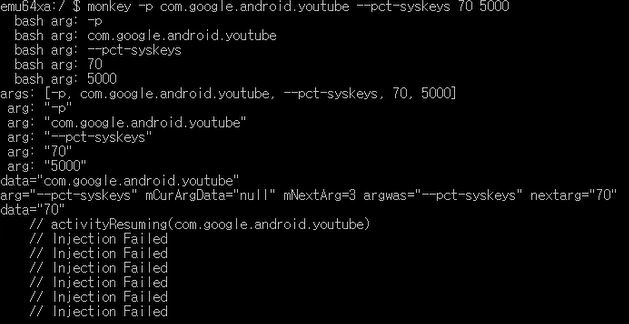 emu64xa:/ $ monkey -p com.google.android.youtube --pct-syskeys 70 5000
bash arg: -p
bash arg: com.google.android.youtube
bash arg: --pct-syskeys
bash arg: 70
bash arg: 5000
args: [-p, com.google.android.youtube, --pct-syskeys, 70, 5000]
arg: "-p"
arg: "com.google.android.youtube"
arg: "--pct-syskeys"
arg: "70"
arg: "5000"
data="com.google.android.youtube"
arg="--pct-syskeys" mCurArgData="null" mNextArg=3 argwas="--pct-syskeys" nextarg="70"
data="70"
// activityResuming(com.google.android.youtube)
// Injection Failed
// Injection Failed
// Injection Failed
// Injection Failed
// Injection Failed
// Injection Failed